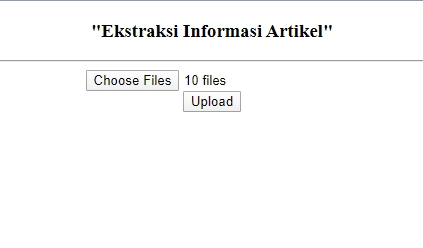 "Ekstraksi Informasi Artikel"
Choose Files 10 files
Upload